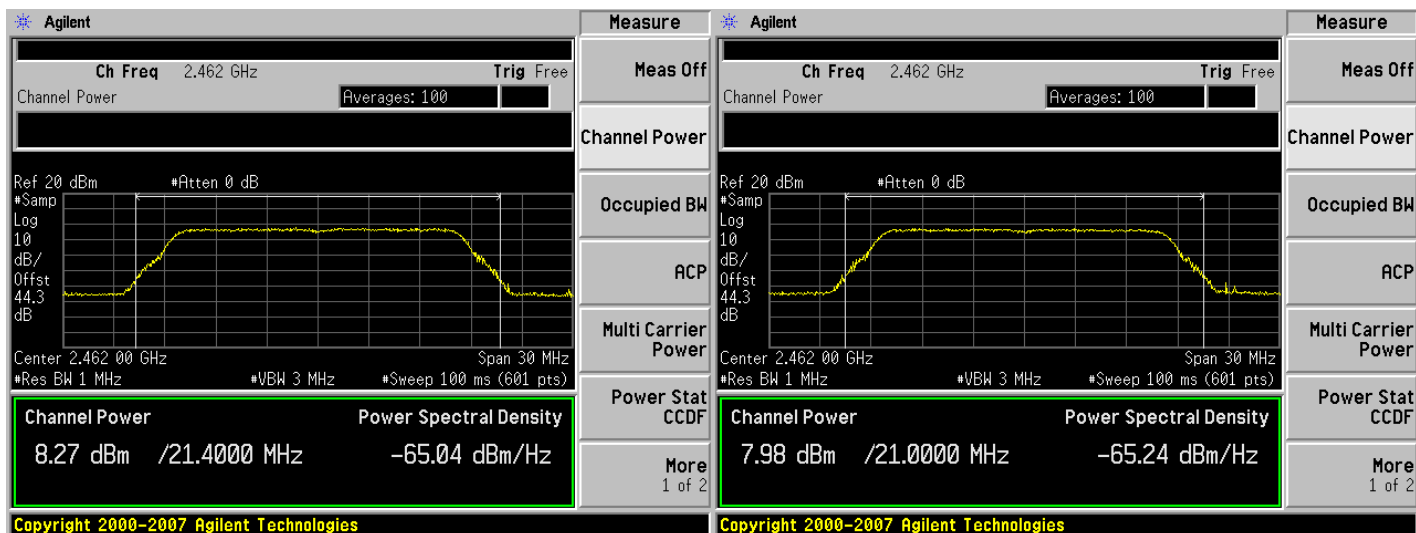 Agilent
Measure
Ch Freq 2.462 GHz Trig Free
Meas Off
Channel Power Averages: 100
Channel Power
Ref 20 dBm #Atten 0 dB
#Samp
Log
10
dB/
Offst
44.3
dB
Occupied BW
ACP
Multi Carrier
Power
Center 2.462 00 GHz Span 30 MHz
#Res BW 1 MHz #VBW 3 MHz #Sweep 100 ms (601 pts)
Power Stat
CCDF
Channel Power Power Spectral Density
8.27 dBm /21.4000 MHz -65.04 dBm/Hz
More
1 of 2
Copyright 2000-2007 Agilent Technologies
Agilent
Measure
Ch Freq 2.462 GHz Trig Free
Meas Off
Channel Power Averages: 100
Channel Power
Ref 20 dBm #Atten 0 dB
#Samp
Log
10
dB/
Offst
44.3
dB
Occupied BW
ACP
Multi Carrier
Power
Center 2.462 00 GHz Span 30 MHz
#Res BW 1 MHz #VBW 3 MHz #Sweep 100 ms (601 pts)
Power Stat
CCDF
Channel Power Power Spectral Density
7.98 dBm /21.0000 MHz -65.24 dBm/Hz
More
1 of 2
Copyright 2000-2007 Agilent Technologies